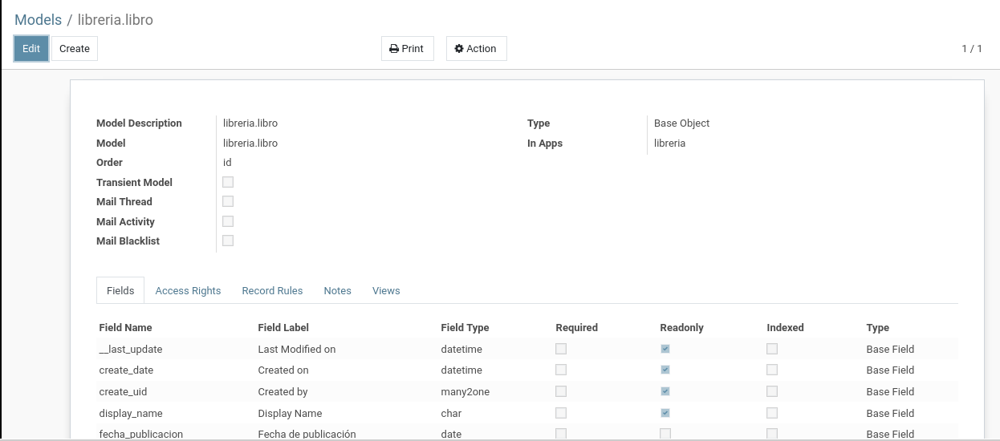 Models / libreria.libro
Edit Create Print Action 1 / 1
Model Description libreria.libro Type Base Object
Model libreria.libro In Apps libreria
Order id
Transient Model
Mail Thread
Mail Activity
Mail Blacklist
Fields Access Rights Record Rules Notes Views
Field Name Field Label Field Type Required Readonly Indexed Type
__last_update Last Modified on datetime Base Field
create_date Created on datetime Base Field
create_uid Created by many2one Base Field
display_name Display Name char Base Field
fecha_publicacion Fecha de publicación date Base Field